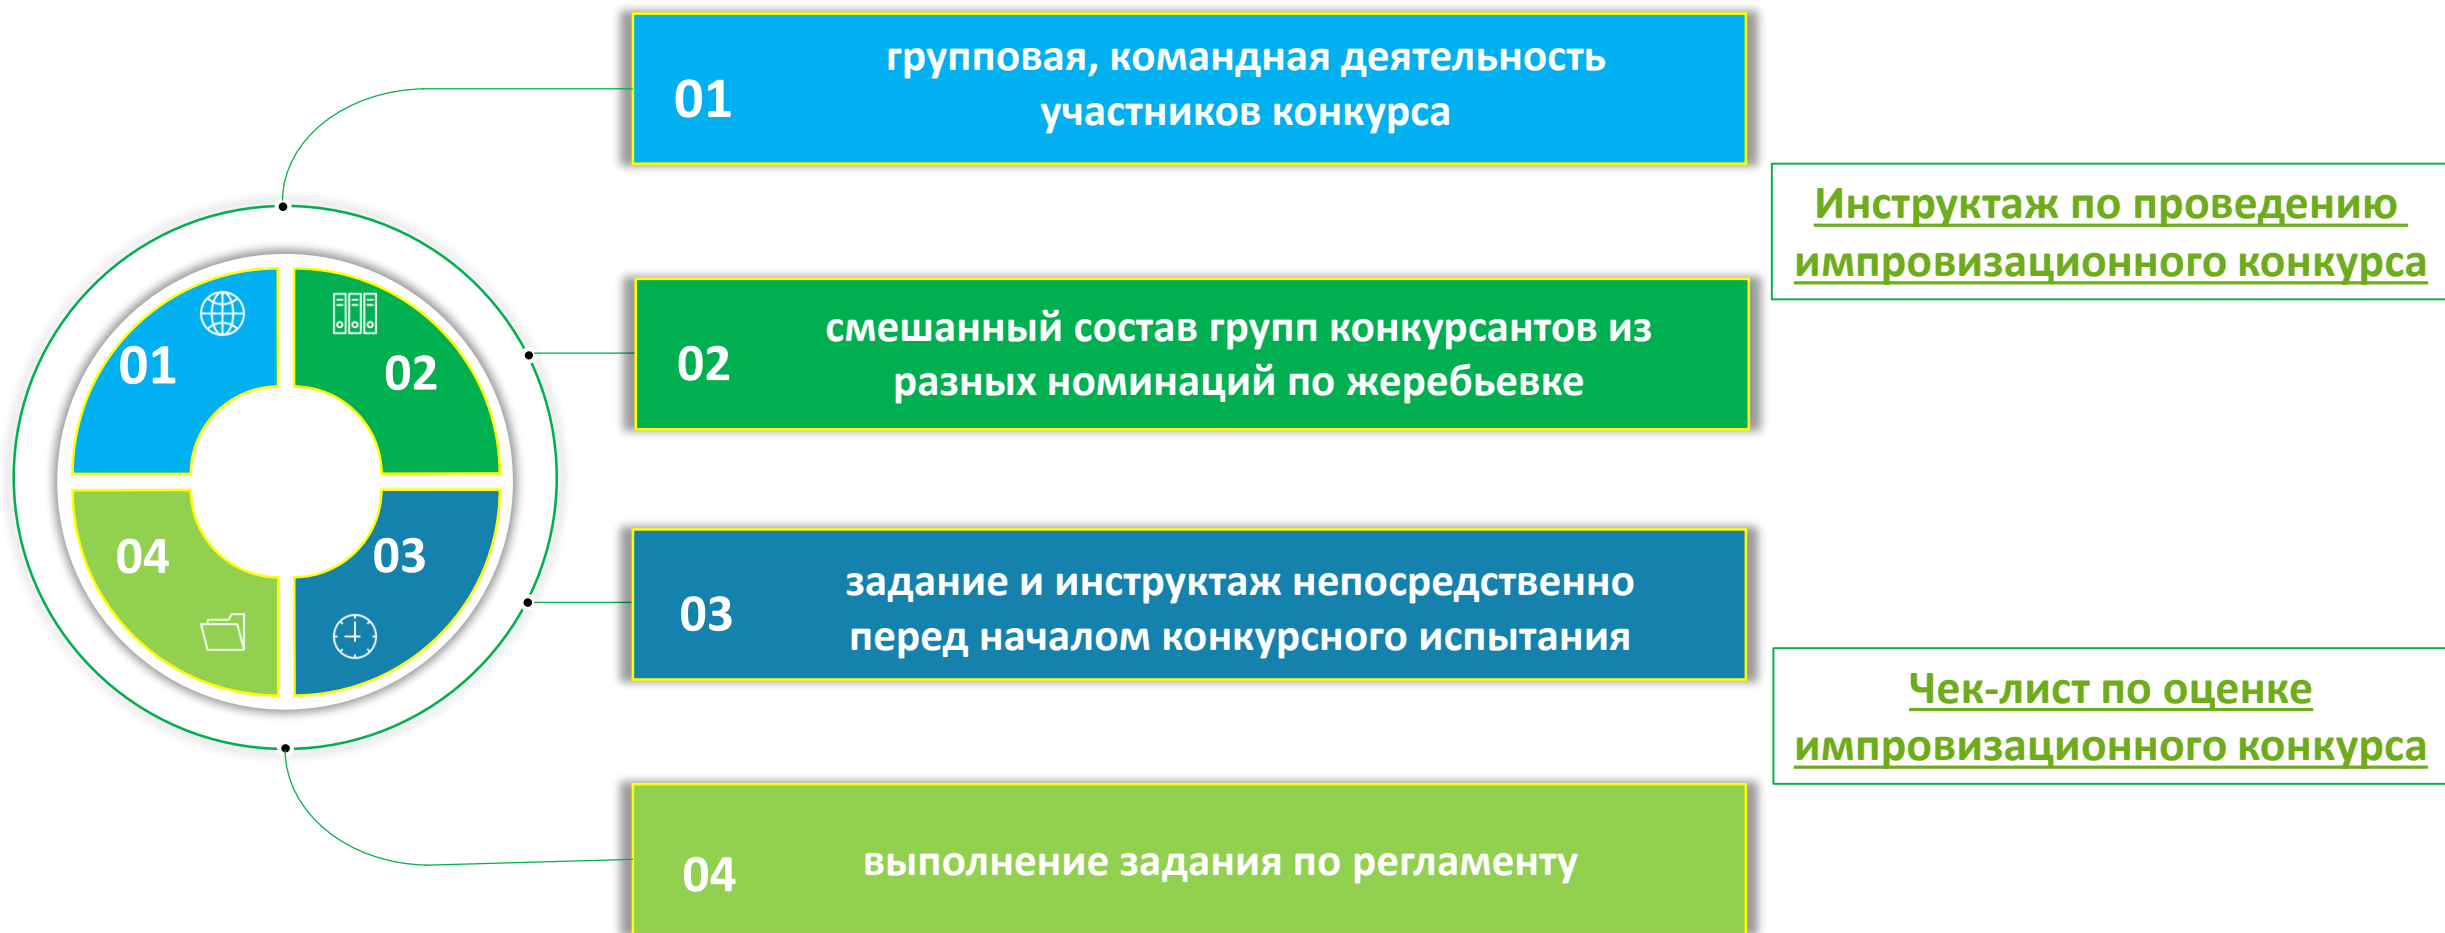 01
групповая, командная деятельность
участников конкурса
Инструктаж по проведению
импровизационного конкурса
01
02
02
смешанный состав групп конкурсантов из
разных номинаций по жеребьевке
04
03
03
задание и инструктаж непосредственно
перед началом конкурсного испытания
Чек-лист по оценке
импровизационного конкурса
04
выполнение задания по регламенту